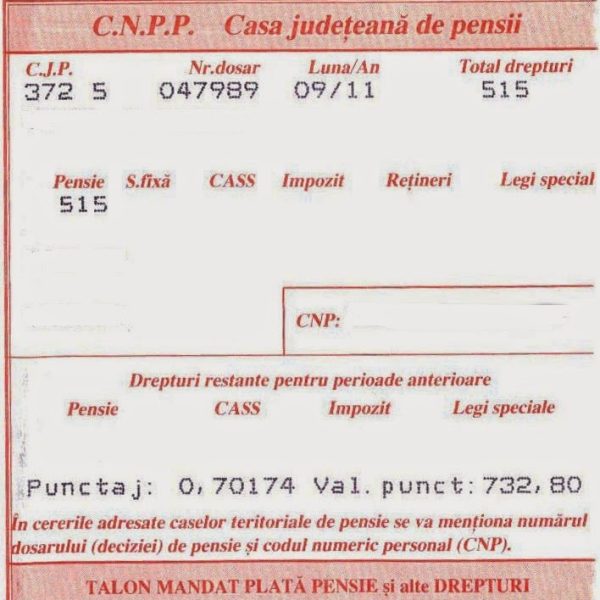 C.N.P.P. Casa județeană de pensii
C.J.P. Nr.dosar Luna/An Total drepturi
372 5 047989 09/11 515
Pensie S.fixă CASS Impozit Rețineri Legi special
515
CNP:
Drepturi restante pentru perioade anterioare
Pensie CASS Impozit Legi speciale
Punctaj: 0,70174 Val. punct: 732,80
În cererile adresate caselor teritoriale de pensie se va menționa numărul
dosarului (deciziei) de pensie și codul numeric personal (CNP).
TALON MANDAT PLATĂ PENSIE și alte DREPTURI